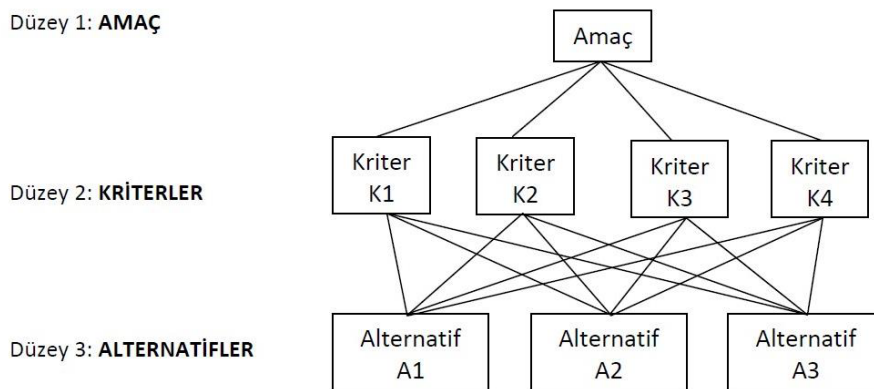 Düzey 1: AMAÇ
Amaç
Düzey 2: KRİTERLER
Kriter
K1
Kriter
K2
Kriter
K3
Kriter
K4
Düzey 3: ALTERNATİFLER
Alternatif
A1
Alternatif
A2
Alternatif
A3